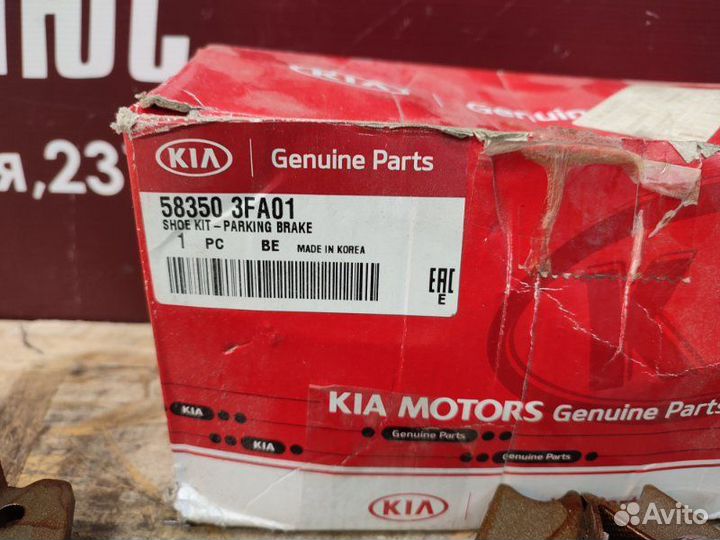 я,23
KIA
Genuine
KIA Genuine Parts
58350 3FA01
SHOE KIT-PARKING BRAKE
1 PC BE MADE IN KOREA
EAC
E
KIA MOTORS Genuine Parts
KIA
Genuine Parts
KIA
Genuine Parts
KIA
Avito